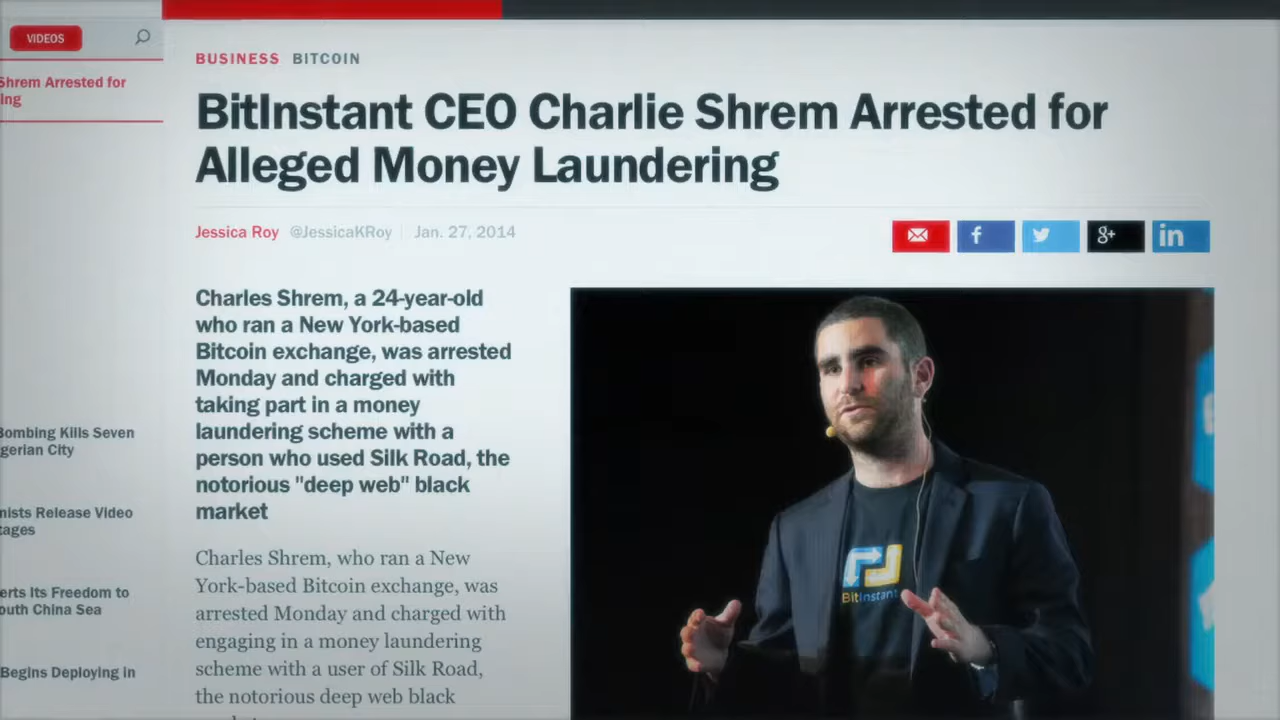 VIDEOS
Shrem Arrested for
ing
BUSINESS BITCOIN
BitInstant CEO Charlie Shrem Arrested for
Alleged Money Laundering
Jessica Roy @JessicaKRoy Jan. 27, 2014
f
g+
in
Charles Shrem, a 24-year-old
who ran a New York-based
Bitcoin exchange, was arrested
Monday and charged with
taking part in a money
laundering scheme with a
person who used Silk Road, the
notorious "deep web" black
market
Charles Shrem, who ran a New
York-based Bitcoin exchange, was
arrested Monday and charged with
engaging in a money laundering
scheme with a user of Silk Road,
the notorious deep web black
BitInstant
Bombing Kills Seven
gerian City
nists Release Video
tages
erts Its Freedom to
outh China Sea
Begins Deploying in